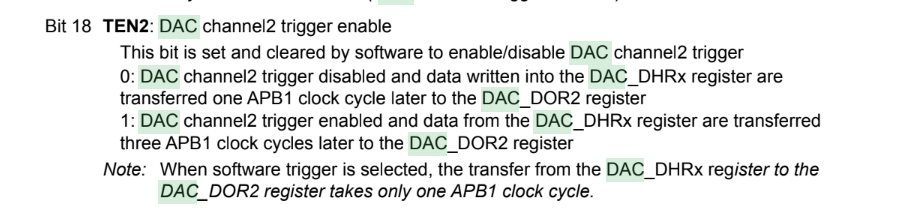 Bit 18 TEN2: DAC channel2 trigger enable
This bit is set and cleared by software to enable/disable DAC channel2 trigger
0: DAC channel2 trigger disabled and data written into the DAC_DHRx register are
transferred one APB1 clock cycle later to the DAC_DOR2 register
1: DAC channel2 trigger enabled and data from the DAC_DHRx register are transferred
three APB1 clock cycles later to the DAC_DOR2 register
Note: When software trigger is selected, the transfer from the DAC_DHRx register to the
DAC_DOR2 register takes only one APB1 clock cycle.